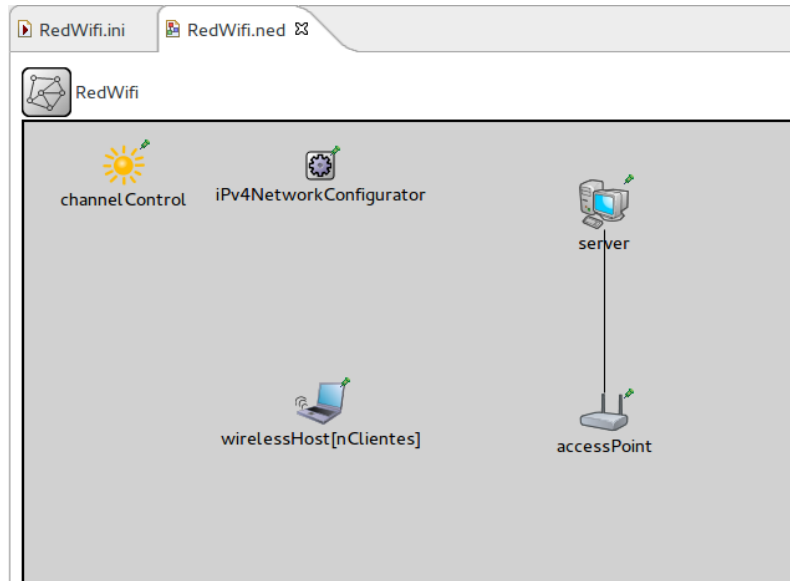 RedWifi.ini
RedWifi.ned
RedWifi
channelControl
iPv4NetworkConfigurator
server
wirelessHost[nClientes]
accessPoint